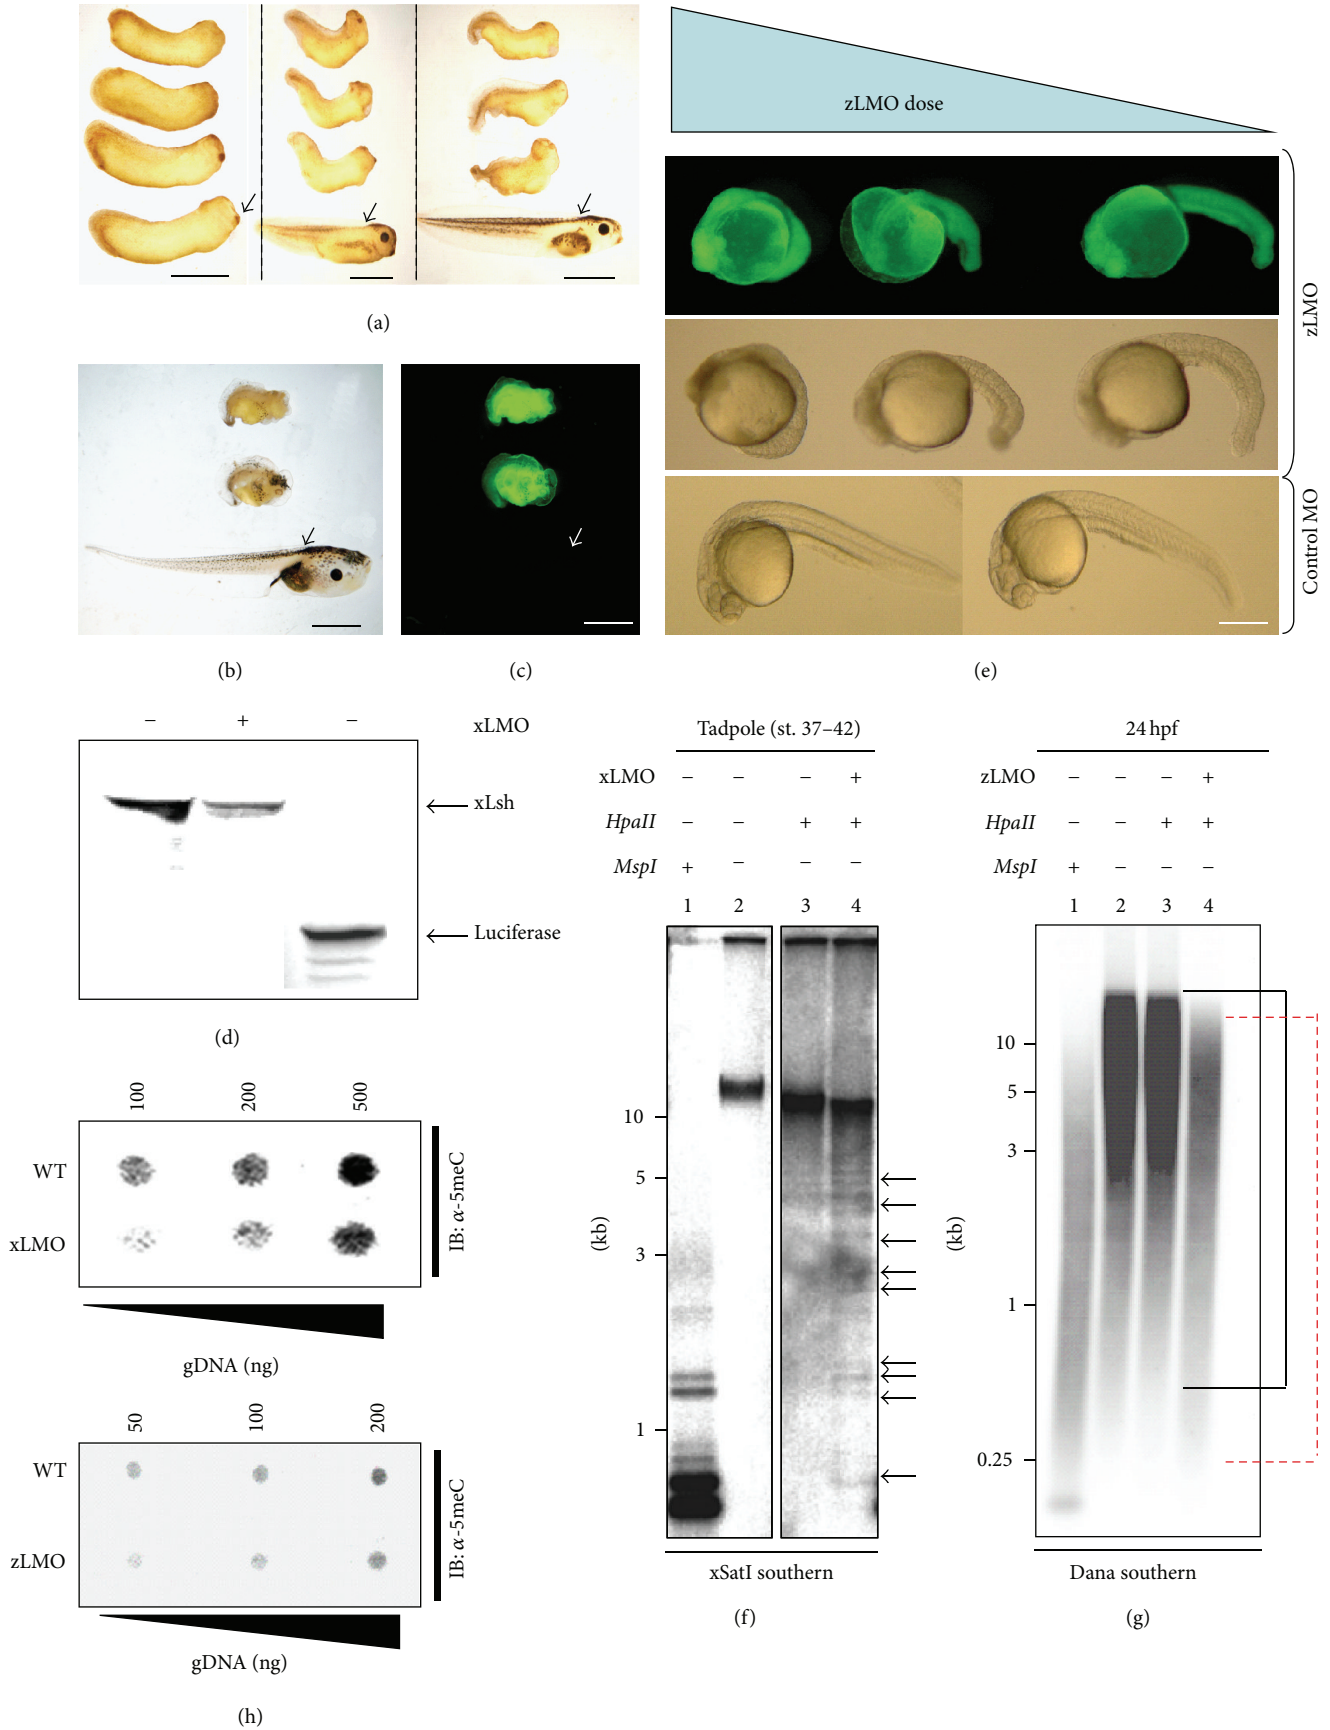 zLMO dose
zLMO
Control MO
(a)
(b)
(c)
(e)
− + − xLMO
xLsh
Luciferase
(d)
100 200 500
WT
xLMO
IB: α-5meC
gDNA (ng)
50 100 200
WT
zLMO
IB: α-5meC
gDNA (ng)
(h)
Tadpole (st. 37–42)
xLMO − − − +
HpaII − − + +
MspI + − − −
1 2 3 4
10
5
3
1
(kb)
xSatI southern
(f)
24 hpf
zLMO − − − +
HpaII − − + +
MspI + − − −
1 2 3 4
10
5
3
1
0.25
(kb)
Dana southern
(g)